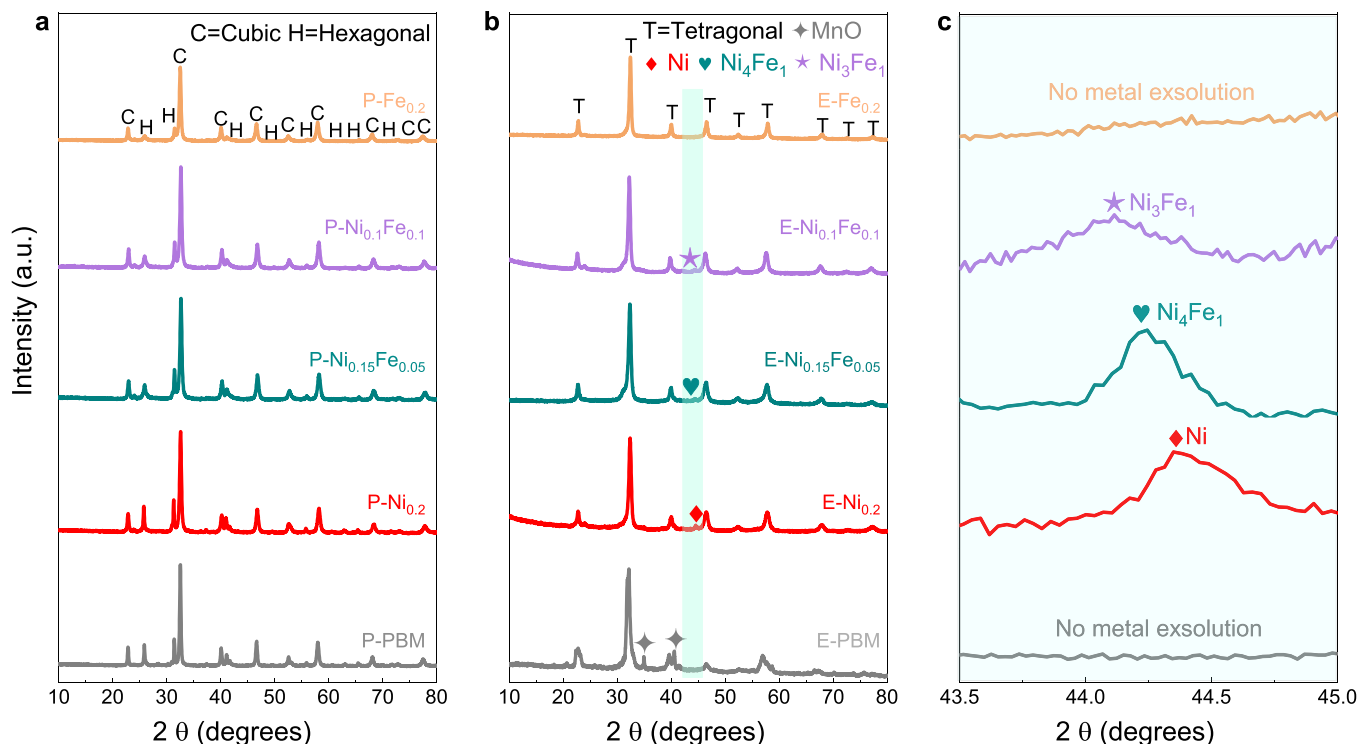 a
C=Cubic H=Hexagonal
C
P-Fe0.2
C H H C H C H C H C H H H C H C C
P-Ni0.1Fe0.1
P-Ni0.15Fe0.05
P-Ni0.2
P-PBM
10 20 30 40 50 60 70 80
2 θ (degrees)
Intensity (a.u.)
b
T=Tetragonal ✦MnO
♦ Ni ♥ Ni4Fe1 ★ Ni3Fe1
T
E-Fe0.2
T T T T T T T T
E-Ni0.1Fe0.1
E-Ni0.15Fe0.05
E-Ni0.2
E-PBM
10 20 30 40 50 60 70 80
2 θ (degrees)
c
No metal exsolution
★ Ni3Fe1
♥ Ni4Fe1
♦ Ni
No metal exsolution
43.5 44.0 44.5 45.0
2 θ (degrees)